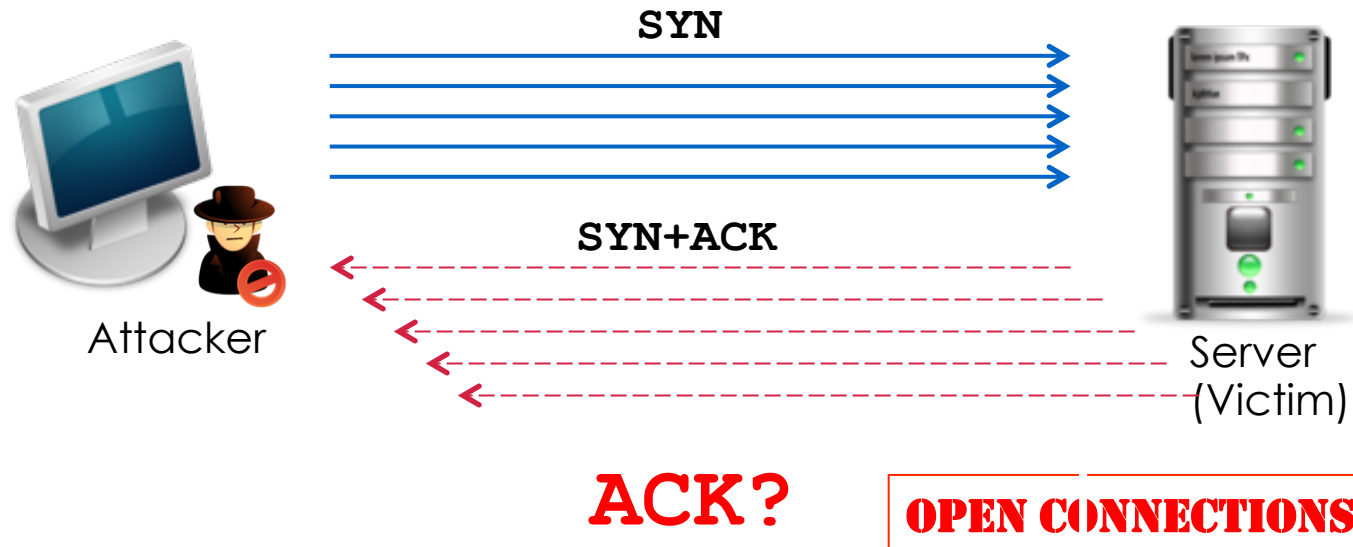 SYN
SYN+ACK
Attacker
Server
(Victim)
ACK?
OPEN CONNECTIONS